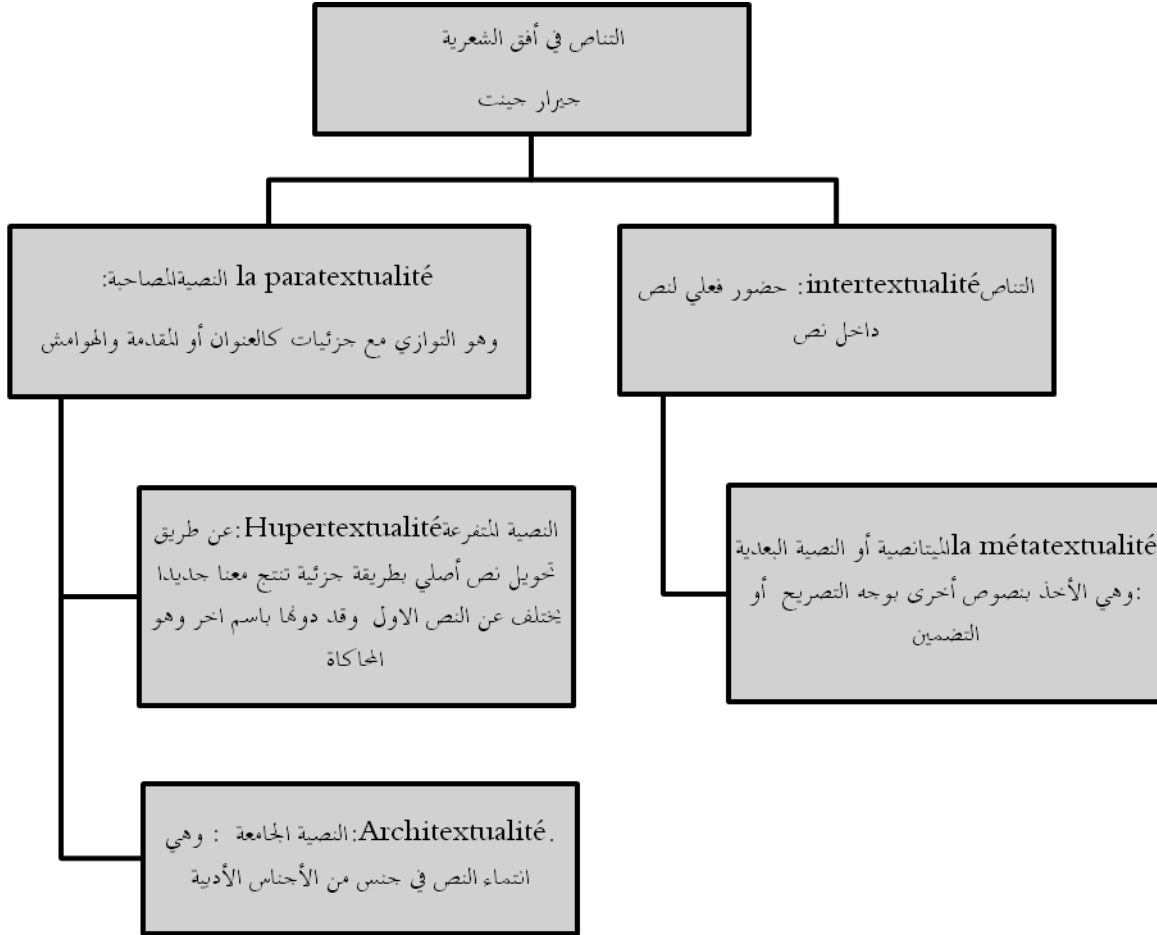 التناص في أفق الشعرية
جيرار جينت
التناصintertextualité: حضور فعلي لنص
داخل نص
la paratextualité النصيةالمصاحبة:
وهو التوازي مع جزئيات كالعنوان أو المقدمة والهوامش
la métatextualitéالميتانصية أو النصية البعدية
:وهي الأخذ بنصوص أخرى بوجه التصريح أو
التضمين
النصية المتفرعةHupertextualité:عن طريق
تحويل نص أصلي بطريقة جزئية تنتج معنا جديدا
يختلف عن النص الاول وقد دونها باسم اخر وهو
المحاكاة
.Architextualité:النصية الجامعة : وهي
انتماء النص في جنس من الأجناس الأدبية